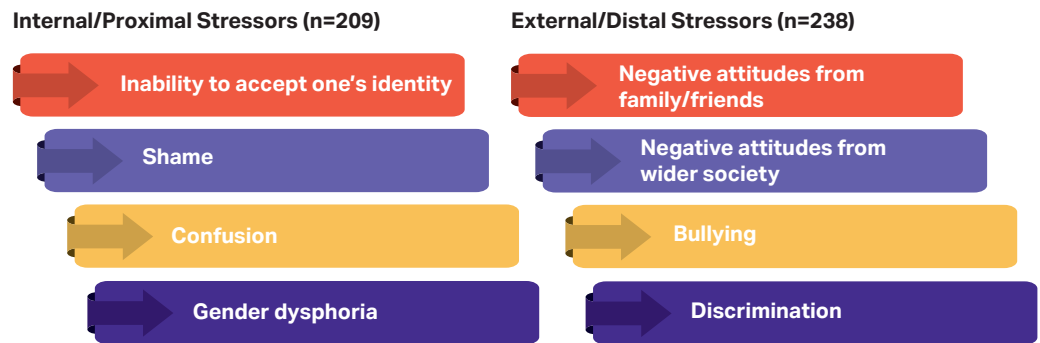 Internal/Proximal Stressors (n=209)
Inability to accept one's identity
Shame
Confusion
Gender dysphoria
External/Distal Stressors (n=238)
Negative attitudes from
family/friends
Negative attitudes from
wider society
Bullying
Discrimination